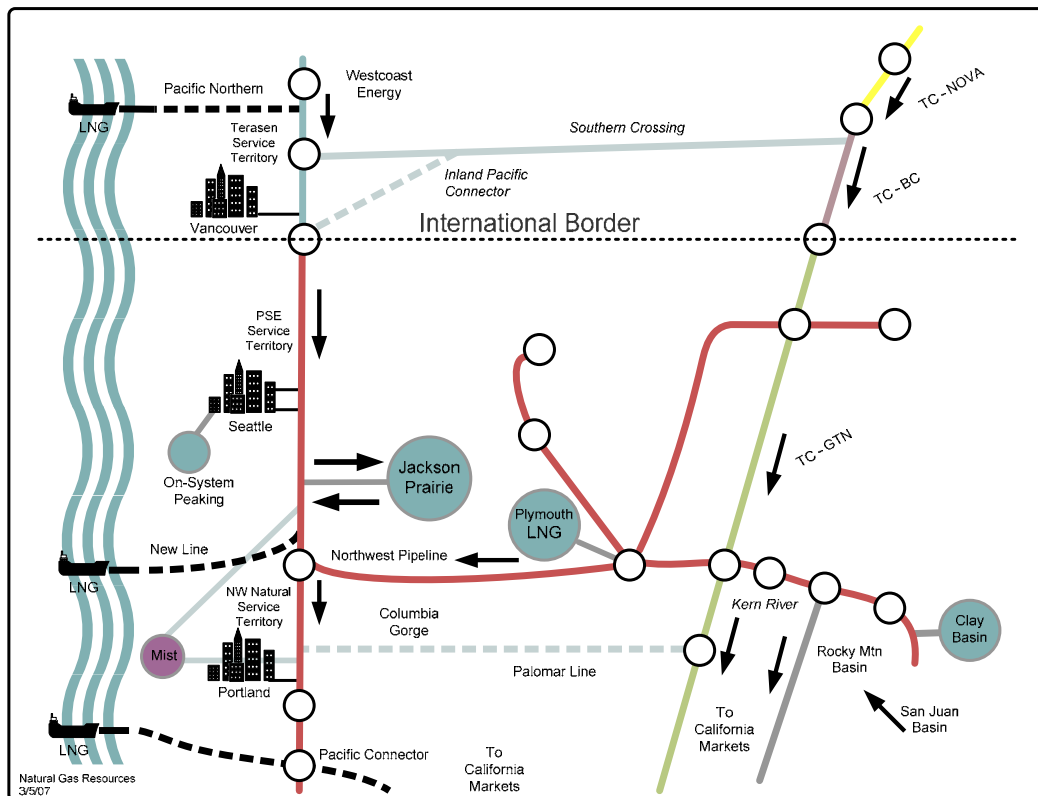 Pacific Northern
Westcoast
Energy
TC-NOVA
LNG
Terasen
Service
Territory
Southern Crossing
Inland Pacific
Connector
TC-BC
Vancouver
International Border
PSE
Service
Territory
Seattle
On-System
Peaking
Jackson
Prairie
TC-GTN
Plymouth
LNG
New Line
Northwest Pipeline
LNG
NW Natural
Service
Territory
Columbia
Gorge
Kern River
Clay
Basin
Mist
Rocky Mtn
Basin
Palomar Line
Portland
San Juan
Basin
To
California
Markets
LNG
Pacific Connector
To
California
Markets
Natural Gas Resources
3/5/07